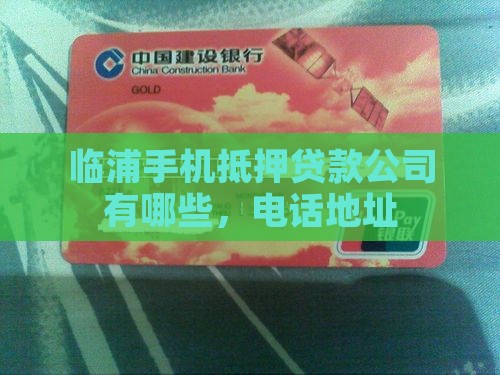 中国建设银行
China Construction Bank
GOLD
临浦手机抵押贷款公司
有哪些，电话地址
Pay
银联